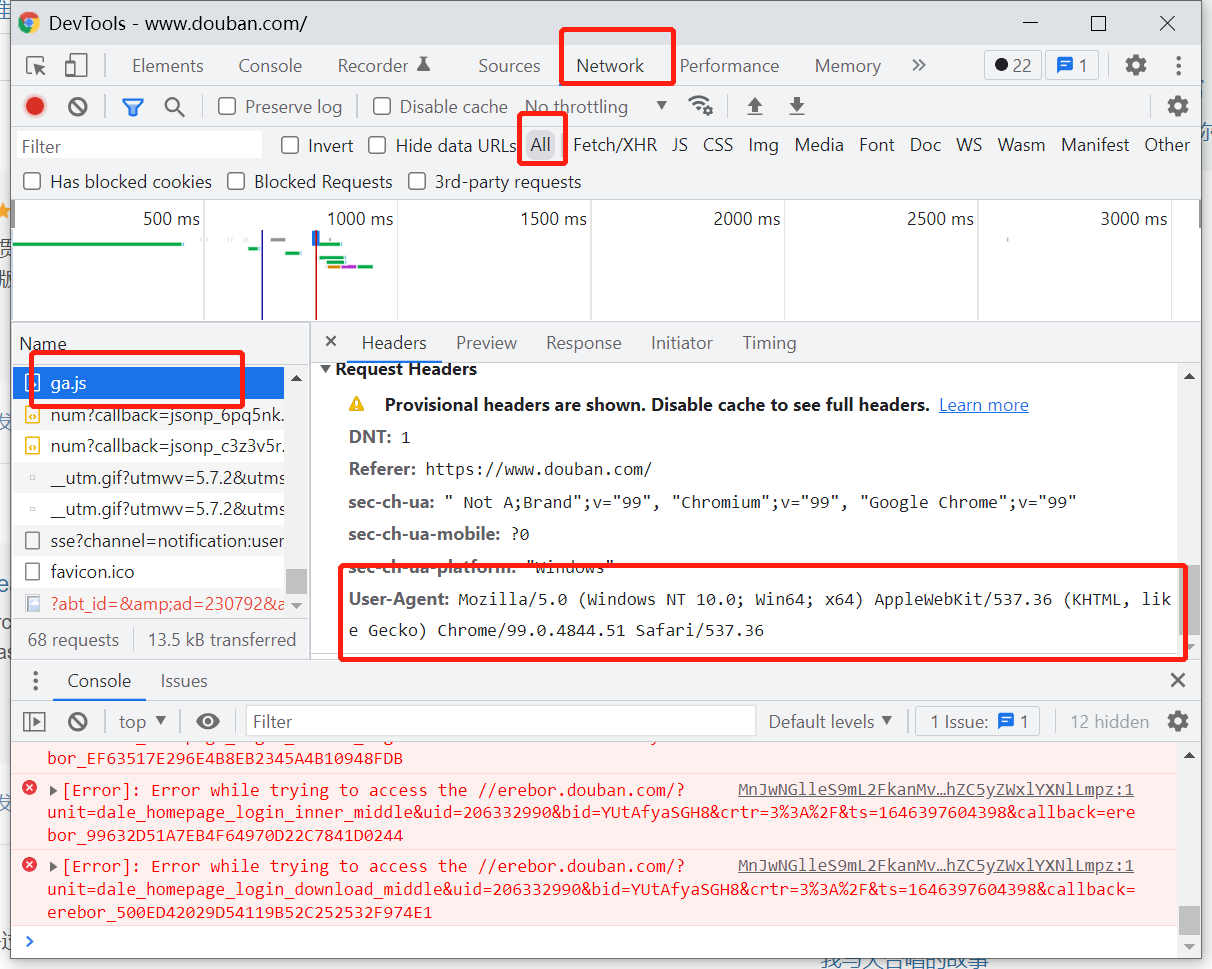 DevTools - www.douban.com/
Elements Console Recorder Sources Network Performance Memory » 22 1
Preserve log Disable cache No throttling
Filter Invert Hide data URLs All Fetch/XHR JS CSS Img Media Font Doc WS Wasm Manifest Other
Has blocked cookies Blocked Requests 3rd-party requests
500 ms 1000 ms 1500 ms 2000 ms 2500 ms 3000 ms
Name × Headers Preview Response Initiator Timing
Request Headers
ga.js
Provisional headers are shown. Disable cache to see full headers. Learn more
num?callback=jsonp_6pq5nk.
DNT: 1
num?callback=jsonp_c3z3v5r.
Referer: https://www.douban.com/
__utm.gif?utmwv=5.7.2&utms
sec-ch-ua: " Not A;Brand";v="99", "Chromium";v="99", "Google Chrome";v="99"
__utm.gif?utmwv=5.7.2&utms
sec-ch-ua-mobile: ?0
sse?channel=notification:user
sec-ch-ua-platform: "Windows"
favicon.ico
User-Agent: Mozilla/5.0 (Windows NT 10.0; Win64; x64) AppleWebKit/537.36 (KHTML, lik
?abt_id=&amp;ad=230792&a
e Gecko) Chrome/99.0.4844.51 Safari/537.36
68 requests 13.5 kB transferred
Console Issues
top Filter Default levels 1 Issue: 1 12 hidden
bor_EF63517E296E4B8EB2345A4B10948FDB
[Error]: Error while trying to access the //erebor.douban.com/? MnJwNGlleS9mL2FkanMv…hZC5yZWxlYXNlLmpz:1
unit=dale_homepage_login_inner_middle&uid=206332990&bid=YUtAfyaSGH8&crtr=3%3A%2F&ts=1646397604398&callback=ere
bor_99632D51A7EB4F64970D22C7841D0244
[Error]: Error while trying to access the //erebor.douban.com/? MnJwNGlleS9mL2FkanMv…hZC5yZWxlYXNlLmpz:1
unit=dale_homepage_login_download_middle&uid=206332990&bid=YUtAfyaSGH8&crtr=3%3A%2F&ts=1646397604398&callback=
erebor_500ED42029D54119B52C252532F974E1